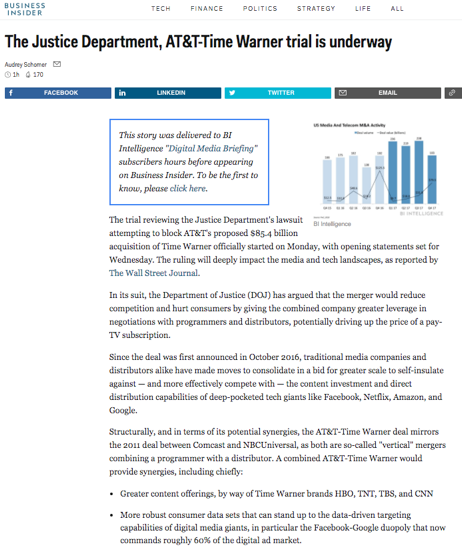 BUSINESS
INSIDER
TECH FINANCE POLITICS STRATEGY LIFE ALL
The Justice Department, AT&T-Time Warner trial is underway
Audrey Schomer
1h 170
FACEBOOK
LINKEDIN
TWITTER
EMAIL
This story was delivered to BI
Intelligence "Digital Media Briefing"
subscribers hours before appearing
on Business Insider. To be the first to
know, please click here.
US Media And Telecom M&A Activity
BI INTELLIGENCE
BI Intelligence
The trial reviewing the Justice Department's lawsuit
attempting to block AT&T's proposed $85.4 billion
acquisition of Time Warner officially started on Monday, with opening statements set for
Wednesday. The ruling will deeply impact the media and tech landscapes, as reported by
The Wall Street Journal.
In its suit, the Department of Justice (DOJ) has argued that the merger would reduce
competition and hurt consumers by giving the combined company greater leverage in
negotiations with programmers and distributors, potentially driving up the price of a pay-
TV subscription.
Since the deal was first announced in October 2016, traditional media companies and
distributors alike have made moves to consolidate in a bid for greater scale to self-insulate
against — and more effectively compete with — the content investment and direct
distribution capabilities of deep-pocketed tech giants like Facebook, Netflix, Amazon, and
Google.
Structurally, and in terms of its potential synergies, the AT&T-Time Warner deal mirrors
the 2011 deal between Comcast and NBCUniversal, as both are so-called "vertical" mergers
combining a programmer with a distributor. A combined AT&T-Time Warner would
provide synergies, including chiefly:
• Greater content offerings, by way of Time Warner brands HBO, TNT, TBS, and CNN
• More robust consumer data sets that can stand up to the data-driven targeting
capabilities of digital media giants, in particular the Facebook-Google duopoly that now
commands roughly 60% of the digital ad market.